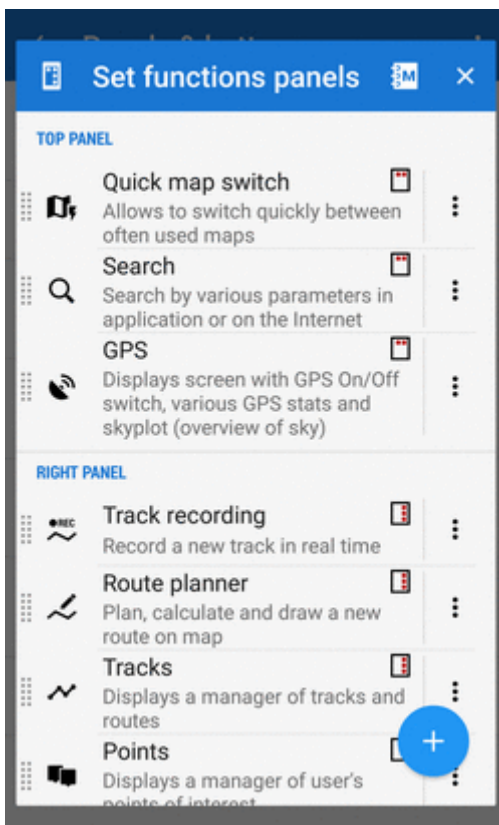 Set functions panels
M
TOP PANEL
Quick map switch
Allows to switch quickly between
often used maps
Search
Search by various parameters in
application or on the Internet
GPS
Displays screen with GPS On/Off
switch, various GPS stats and
skyplot (overview of sky)
RIGHT PANEL
REC
Track recording
Record a new track in real time
Route planner
Plan, calculate and draw a new
route on map
Tracks
Displays a manager of tracks and
routes
Points
Displays a manager of user's
points of interest